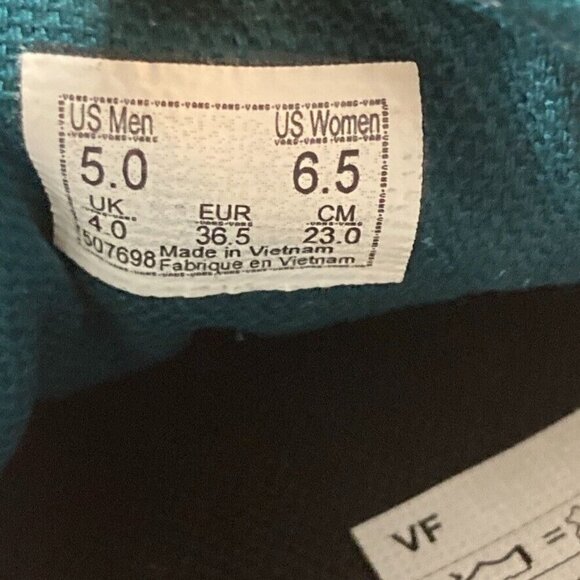 US Men US Women
5.0 6.5
UK EUR CM
4.0 36.5 23.0
507698 Made in Vietnam
Fabrique en Vietnam
VF
=